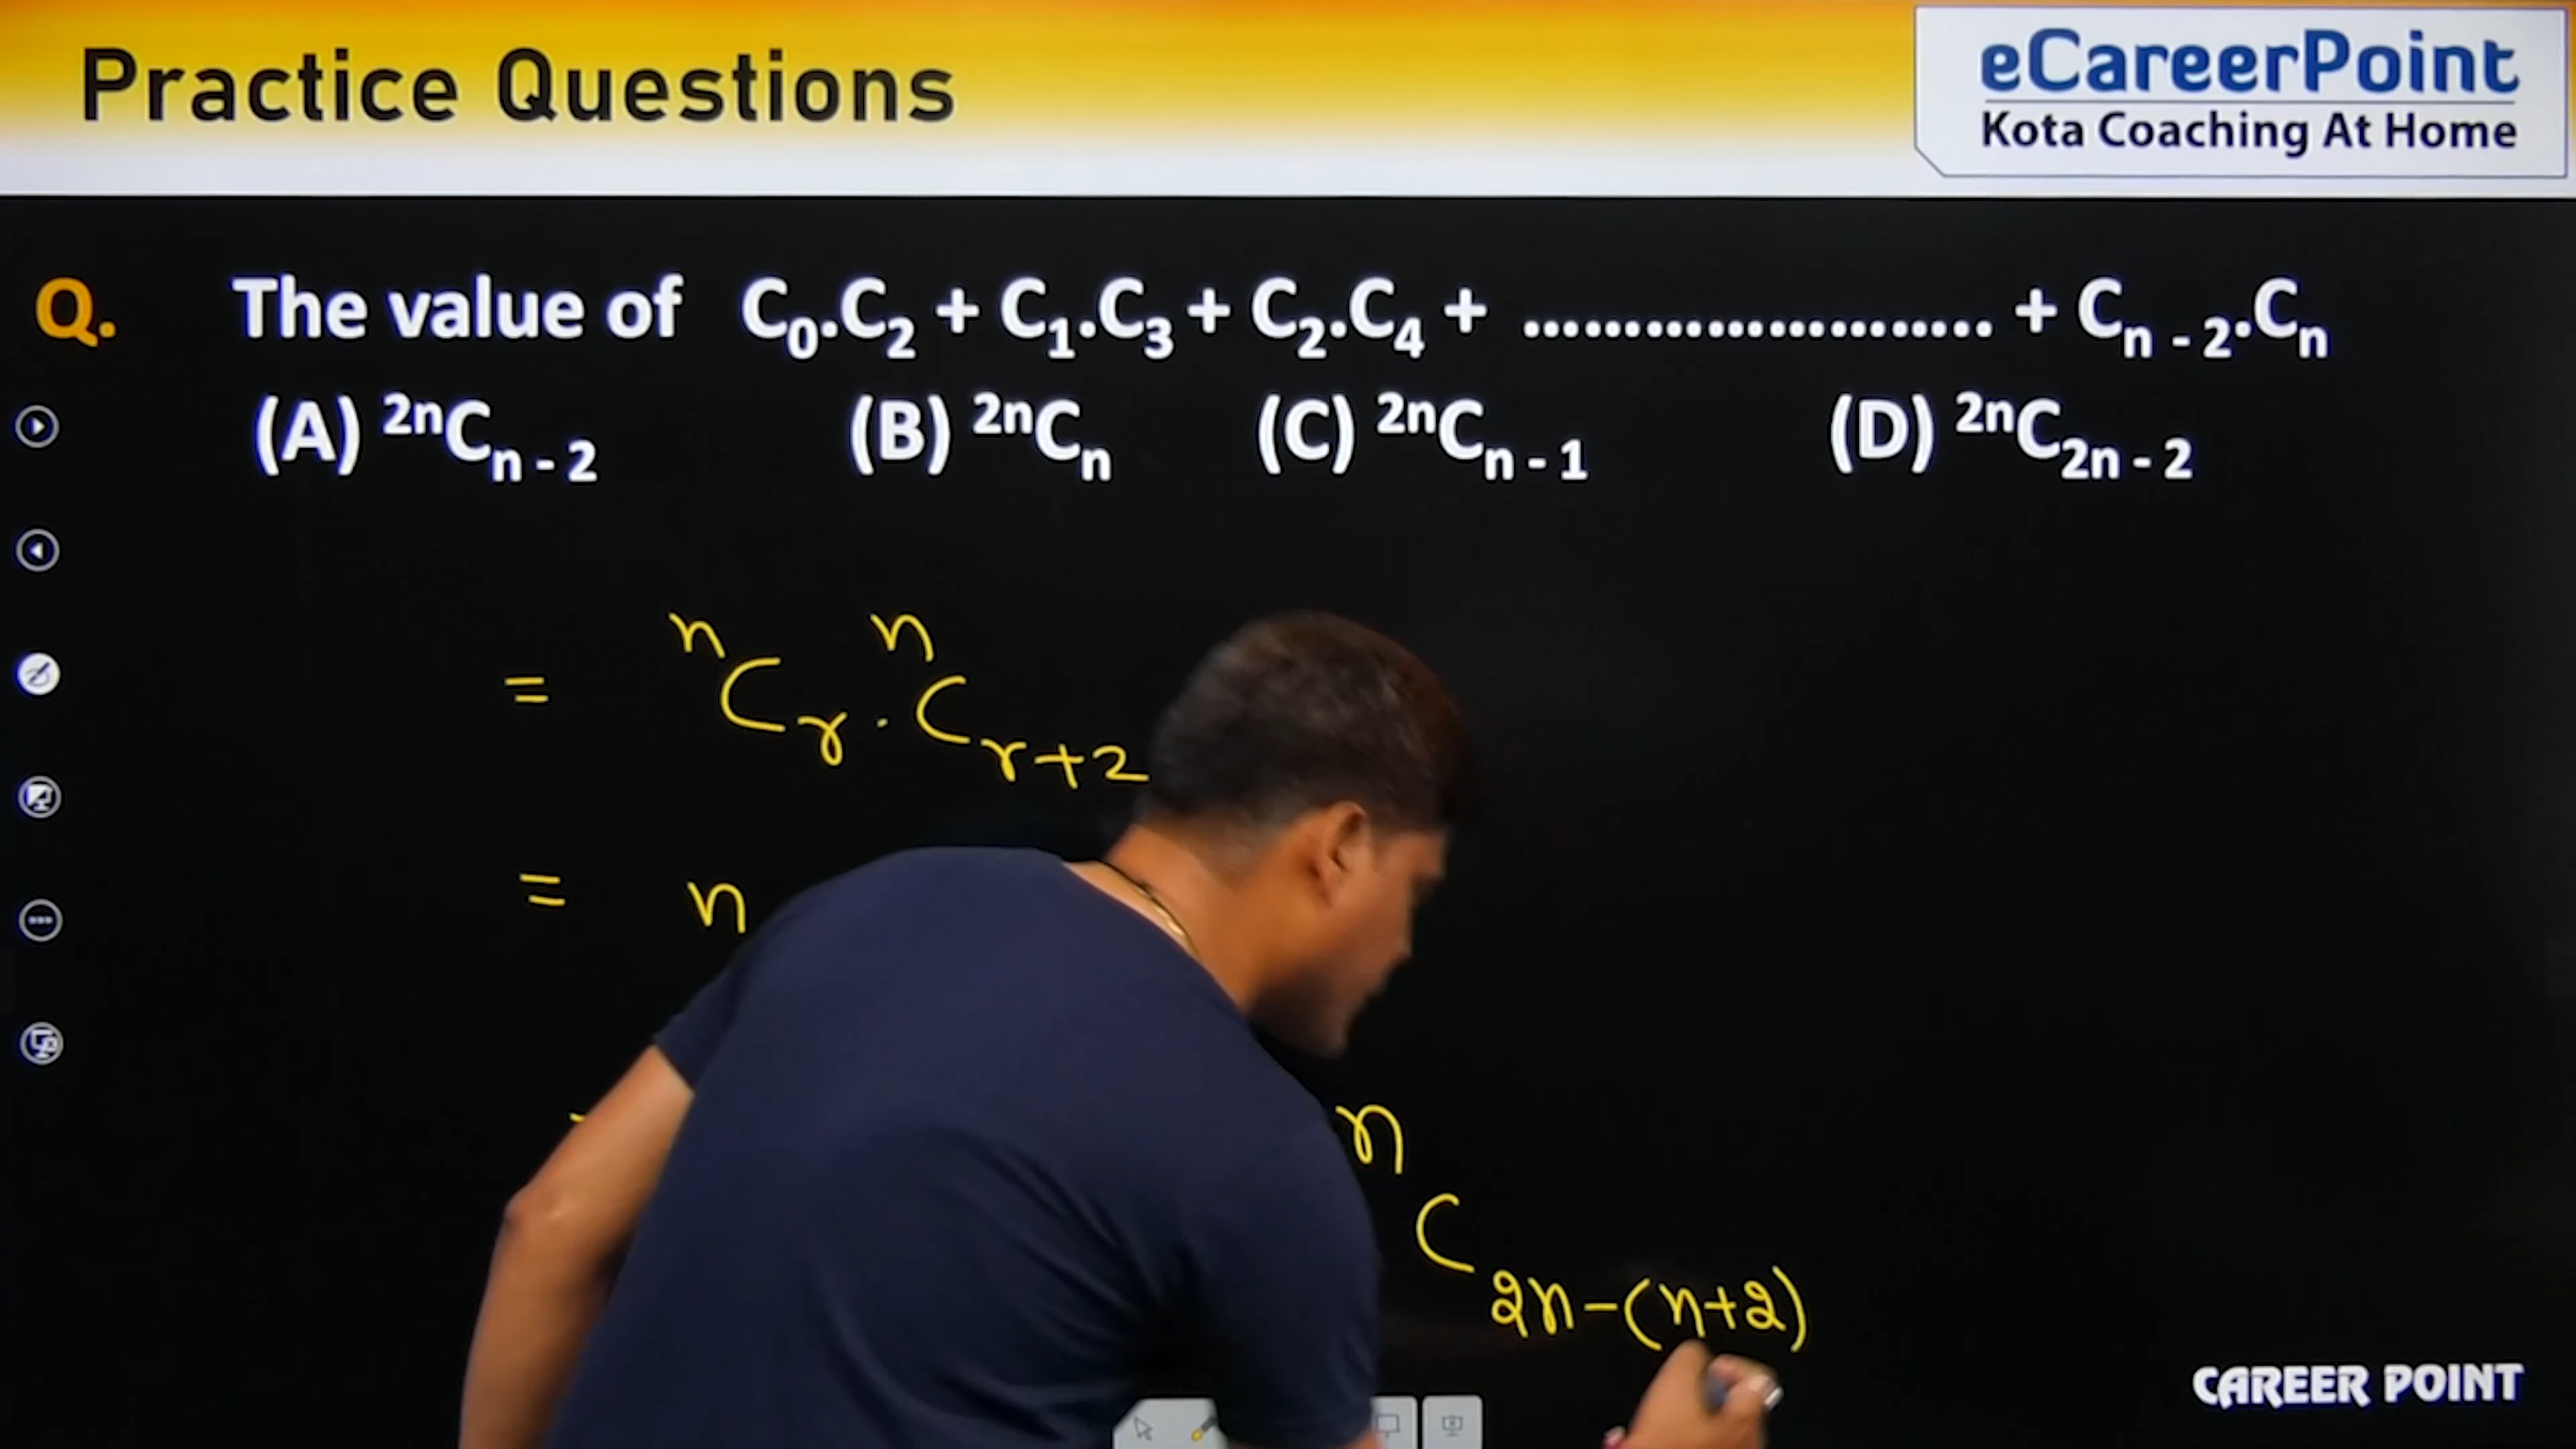 Practice Questions
eCareerPoint
Kota Coaching At Home
Q. The value of C₀.C₂ + C₁.C₃ + C₂.C₄ + ........................ + Cₙ ₋ ₂.Cₙ
(A) ²ⁿCₙ ₋ ₂ (B) ²ⁿCₙ (C) ²ⁿCₙ ₋ ₁ (D) ²ⁿC₂ₙ ₋ ₂
= ⁿCᵣ . ⁿCᵣ₊₂
= n
n C₂ₙ₋₍ₙ₊₂₎
CAREER POINT